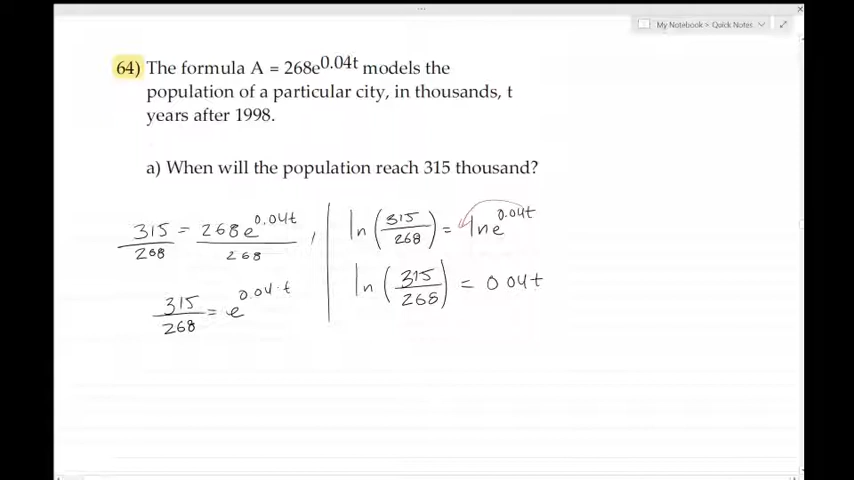 My Notebook > Quick Notes
64) The formula A = 268e^0.04t models the
population of a particular city, in thousands, t
years after 1998.
a) When will the population reach 315 thousand?
315/268 = 268e^0.04t/268,
315/268 = e^0.04·t
ln(315/268) = ln e^0.04t
ln(315/268) = 0.04t